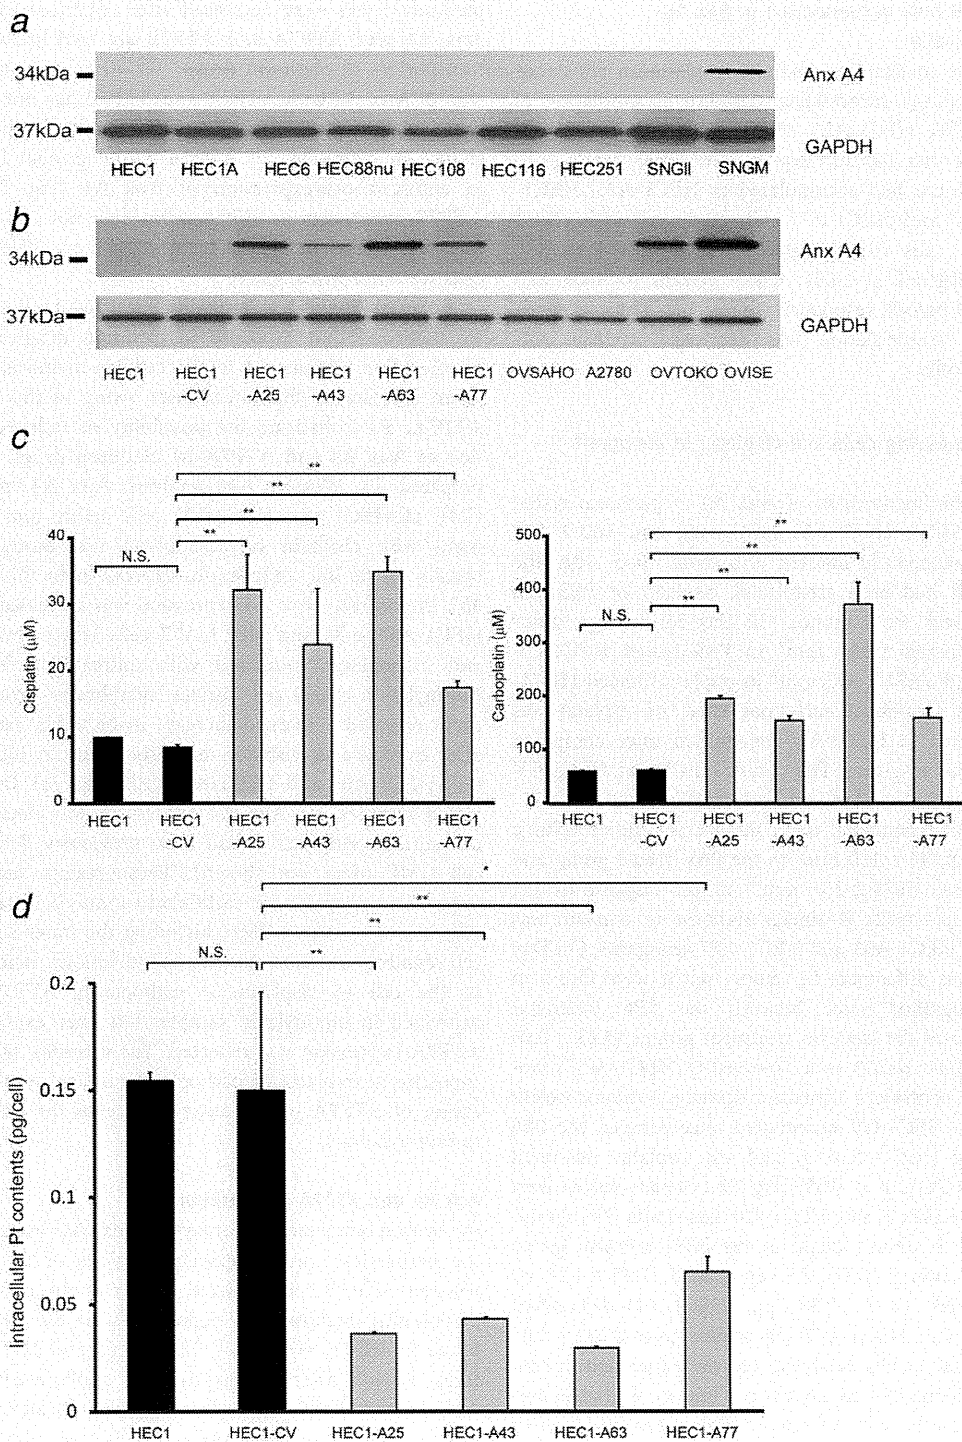 a
34kDa
Anx A4
37kDa
GAPDH
HEC1 HEC1A HEC6 HEC88nu HEC108 HEC116 HEC251 SNGII SNGM
b
34kDa
Anx A4
37kDa
GAPDH
HEC1 HEC1 HEC1 HEC1 HEC1 HEC1 OVSAHO A2780 OVTOKO OVISE
-CV -A25 -A43 -A63 -A77
c
**
**
**
**
N.S.
40
30
20
10
0
Cisplatin (μM)
HEC1 HEC1 HEC1 HEC1 HEC1 HEC1
-CV -A25 -A43 -A63 -A77
**
**
**
**
N.S.
500
400
300
200
100
0
Carboplatin (μM)
HEC1 HEC1 HEC1 HEC1 HEC1 HEC1
-CV -A25 -A43 -A63 -A77
d
*
**
**
**
N.S.
0.2
0.15
0.1
0.05
0
Intracellular Pt contents (pg/cell)
HEC1 HEC1-CV HEC1-A25 HEC1-A43 HEC1-A63 HEC1-A77